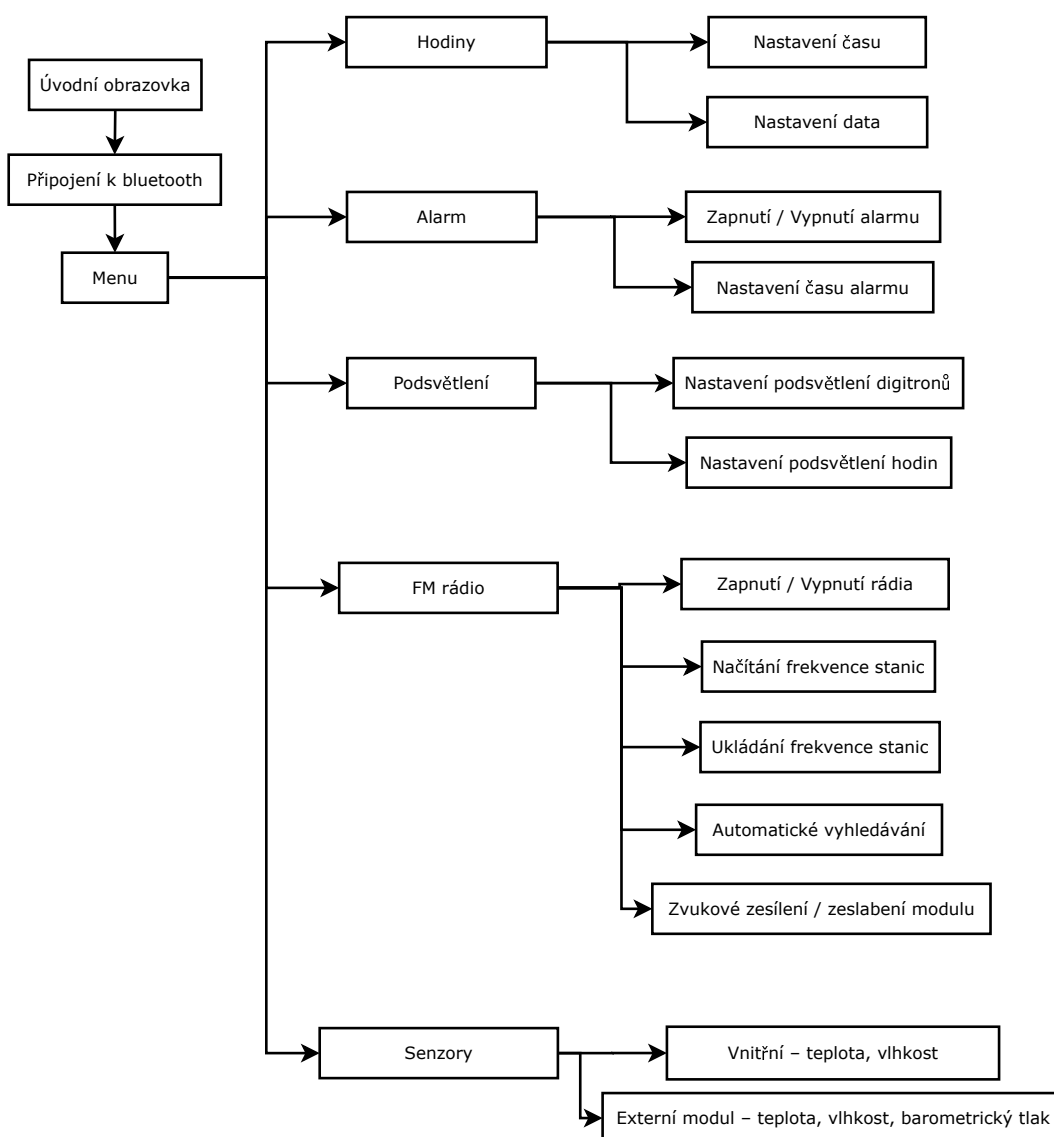 Úvodní obrazovka
Připojení k bluetooth
Menu
Hodiny
Nastavení času
Nastavení data
Alarm
Zapnutí / Vypnutí alarmu
Nastavení času alarmu
Podsvětlení
Nastavení podsvětlení digitronů
Nastavení podsvětlení hodin
FM rádio
Zapnutí / Vypnutí rádia
Načítání frekvence stanic
Ukládání frekvence stanic
Automatické vyhledávání
Zvukové zesílení / zeslabení modulu
Senzory
Vnitřní – teplota, vlhkost
Externí modul – teplota, vlhkost, barometrický tlak